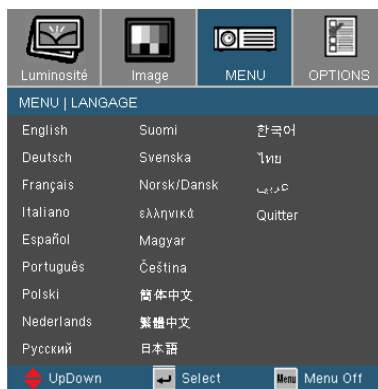 Luminosité Image MENU OPTIONS
MENU | LANGAGE
English Suomi 한국어
Deutsch Svenska ไทย
Français Norsk/Dansk عربي
Italiano ελληνικά Quitter
Español Magyar
Português Čeština
Polski 簡体中文
Nederlands 繁體中文
Русский 日本語
UpDown Select Menu Menu Off